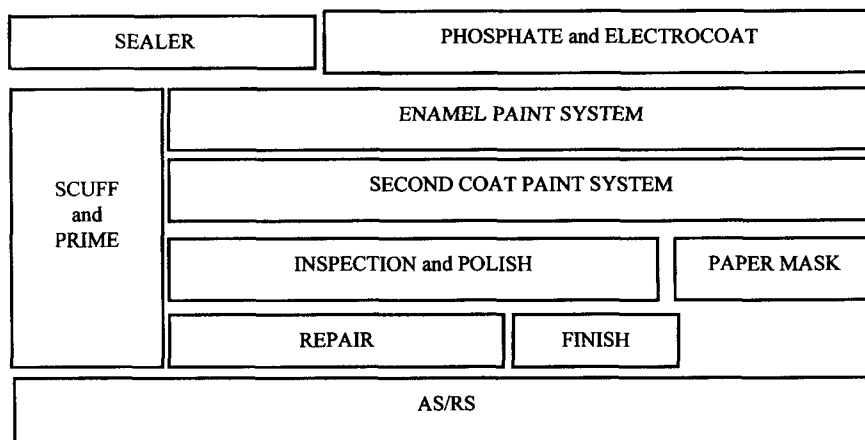 SEALER
PHOSPHATE and ELECTROCOAT
ENAMEL PAINT SYSTEM
SECOND COAT PAINT SYSTEM
SCUFF
and
PRIME
INSPECTION and POLISH
PAPER MASK
REPAIR
FINISH
AS/RS